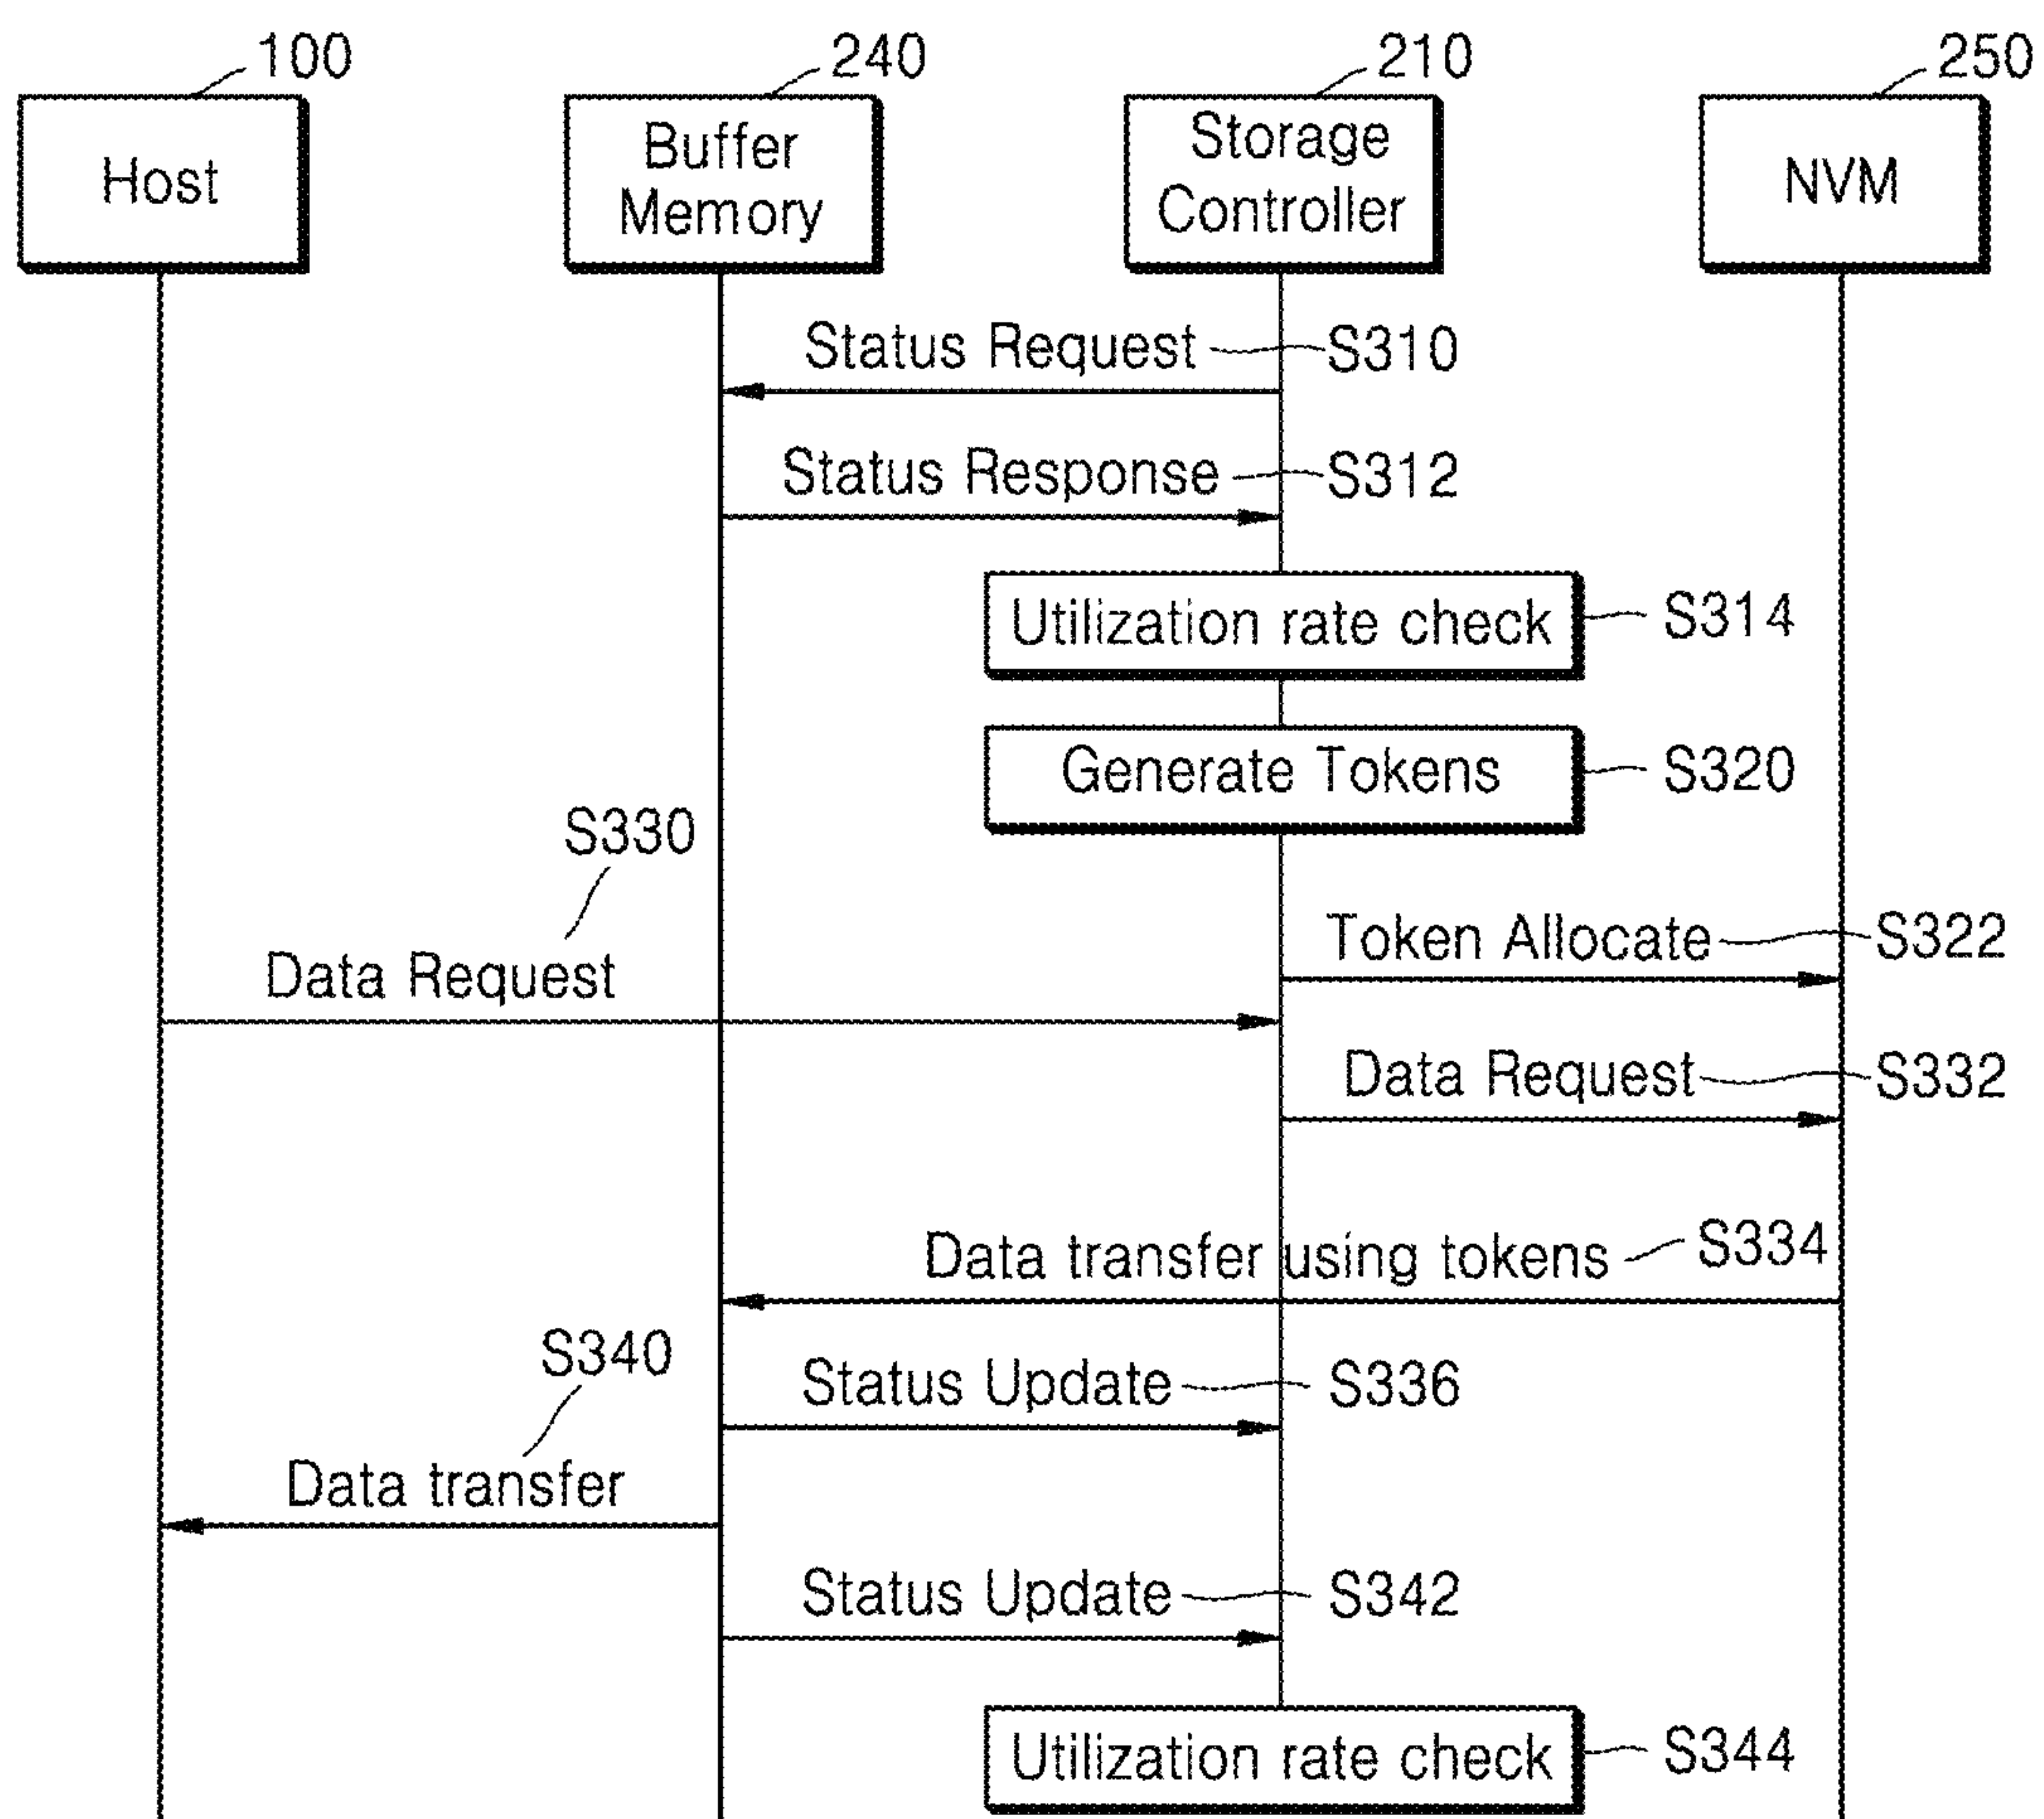 100
240
210
250
Host
Buffer
Memory
Storage
Controller
NVM
Status Request
S310
Status Response
S312
Utilization rate check
S314
Generate Tokens
S320
S330
Token Allocate
S322
Data Request
Data Request
S332
Data transfer using tokens
S334
S340
Status Update
S336
Data transfer
Status Update
S342
Utilization rate check
S344